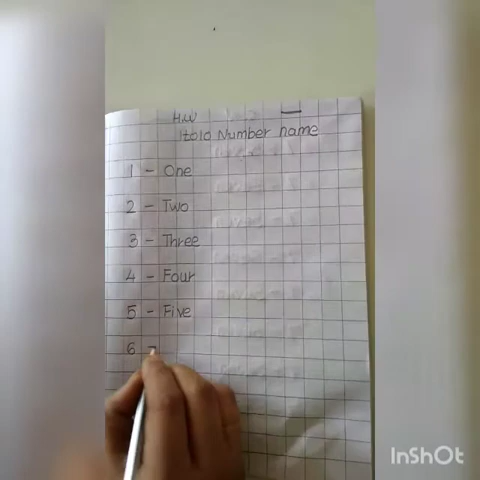 H.W
1to10 Number name
1 - One
2 - Two
3 - Three
4 - Four
5 - Five
6 -
InShOt